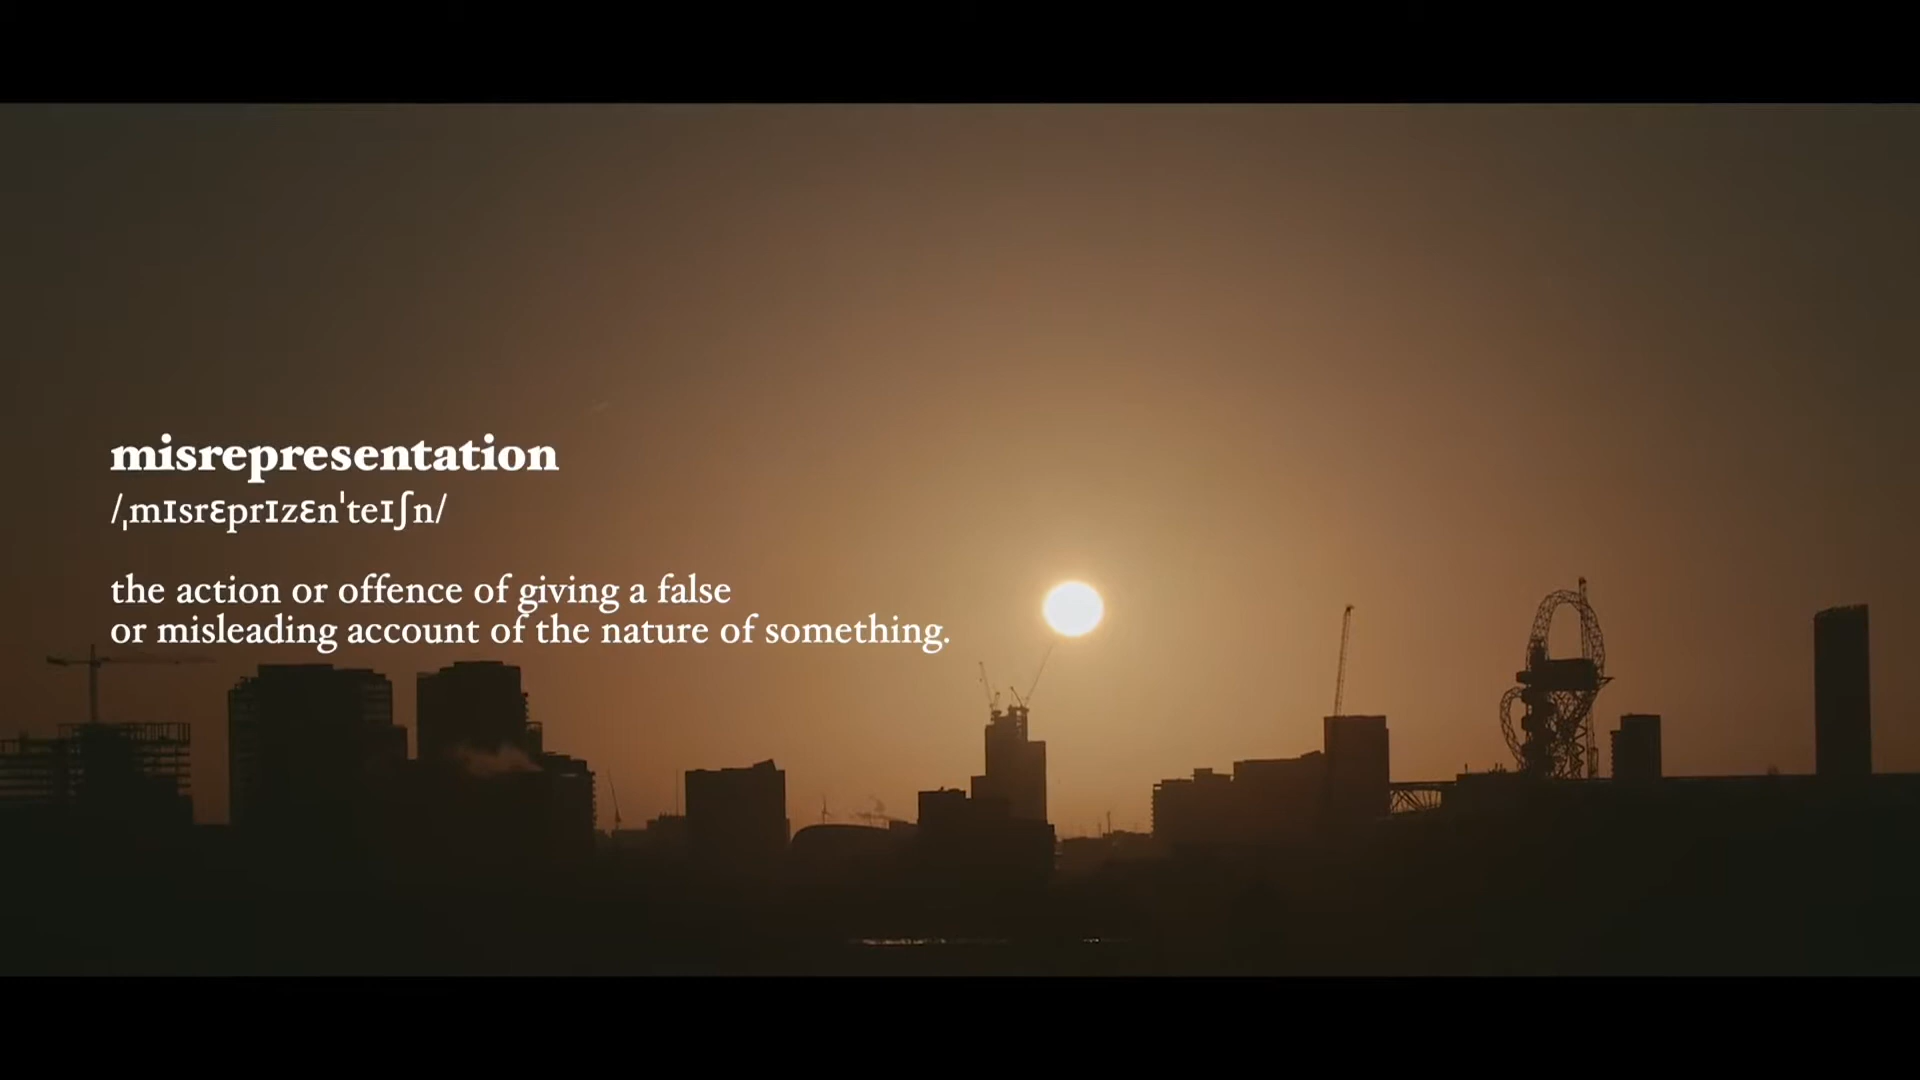 misrepresentation
/ˌmɪsrɛprɪzɛnˈteɪʃn/
the action or offence of giving a false
or misleading account of the nature of something.